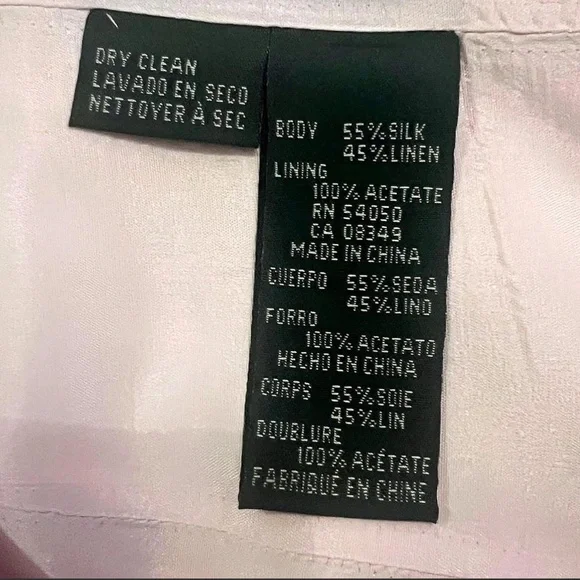 DRY CLEAN
LAVADO EN SECO
NETTOYER À SEC
BODY 55% SILK
45% LINEN
LINING
100% ACETATE
RN 54050
CA 08349
MADE IN CHINA
CUERPO 55% SEDA
45% LINO
FORRO
100% ACETATO
HECHO EN CHINA
CORPS 55% SOIE
45% LIN
DOUBLURE
100% ACÉTATE
FABRIQUÉ EN CHINE